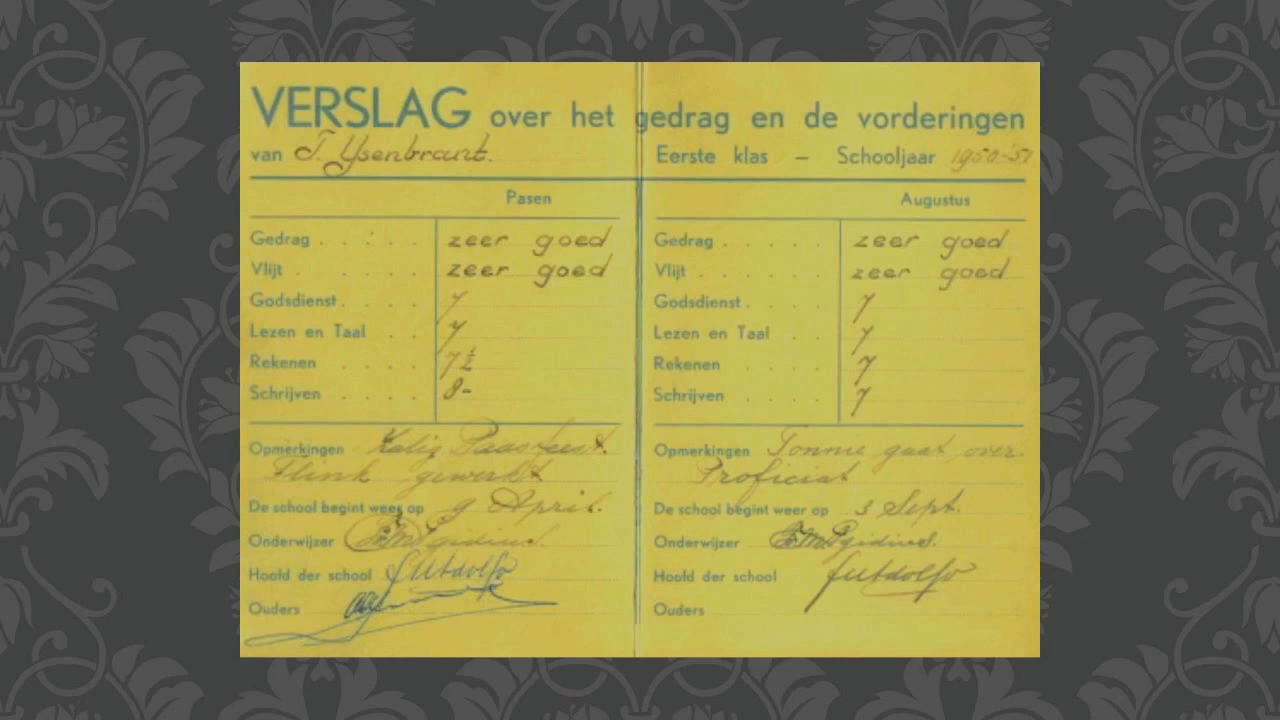 VERSLAG over het gedrag en de vorderingen
van T. IJsenbrant. Eerste klas – Schooljaar 1950-'51
Pasen
Gedrag . . . . zeer goed
Vlijt . . . . zeer goed
Godsdienst . . . . 7
Lezen en Taal . . 7
Rekenen . . . . 7½
Schrijven . . . . 8-
Opmerkingen Zalig Paasfeest.
Flink gewerkt
De school begint weer op 9 April.
Onderwijzer Fr. M. Egidius.
Hoofd der school
Ouders
Augustus
Gedrag . . . . . zeer goed
Vlijt . . . . . zeer goed
Godsdienst . . . . 7
Lezen en Taal . . 7
Rekenen . . . . 7
Schrijven . . . . 7
Opmerkingen Tonnie gaat over.
Proficiat
De school begint weer op 3 Sept.
Onderwijzer Fr. M. Egidius.
Hoofd der school
Ouders